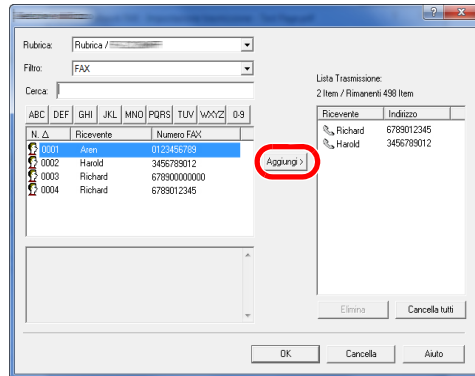 Rubrica:
Rubrica /
Filtro:
FAX
Cerca:
ABC DEF GHI JKL MNO PQRS TUV WXYZ 0-9
N. △ Ricevente Numero FAX
0001 Aren 0123456789
0002 Harold 3456789012
0003 Richard 678900000000
0004 Richard 6789012345
Aggiungi >
Lista Trasmissione:
2 Item / Rimanenti 498 Item
Ricevente Indirizzo
Richard 6789012345
Harold 3456789012
Elimina Cancella tutti
OK Cancella Aiuto